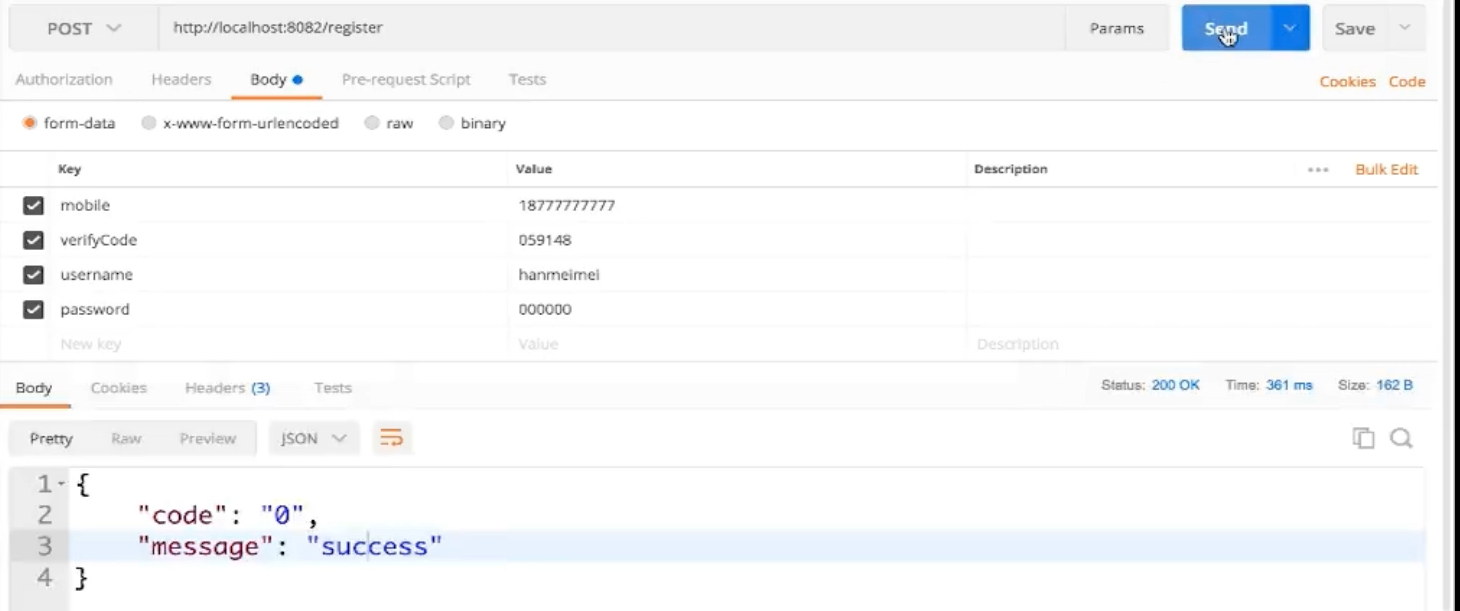 POST http://localhost:8082/register Params Send Save
Authorization Headers Body Pre-request Script Tests Cookies Code
form-data x-www-form-urlencoded raw binary
Key Value Description ••• Bulk Edit
mobile 18777777777
verifyCode 059148
username hanmeimei
password 000000
New key Value Description
Body Cookies Headers (3) Tests Status: 200 OK Time: 361 ms Size: 162 B
Pretty Raw Preview JSON
1 {
2 "code": "0",
3 "message": "success"
4 }